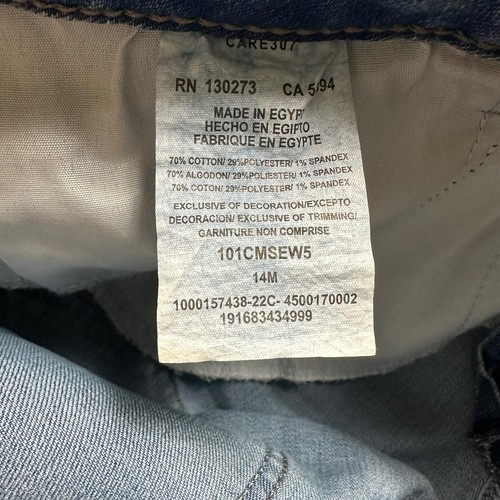 CARE307
RN 130273 CA 5/94
MADE IN EGYPT
HECHO EN EGIPTO
FABRIQUE EN EGYPTE
70% COTTON/ 29%POLYESTER/ 1% SPANDEX
70% ALGODON/ 29%POLYESTER/ 1% SPANDEX
70% COTON/ 29%POLYESTER/ 1% SPANDEX
EXCLUSIVE OF DECORATION/EXCEPTO
DECORACION/ EXCLUSIVE OF TRIMMING/
GARNITURE NON COMPRISE
101CMSEW5
14M
1000157438-22C- 4500170002
191683434999